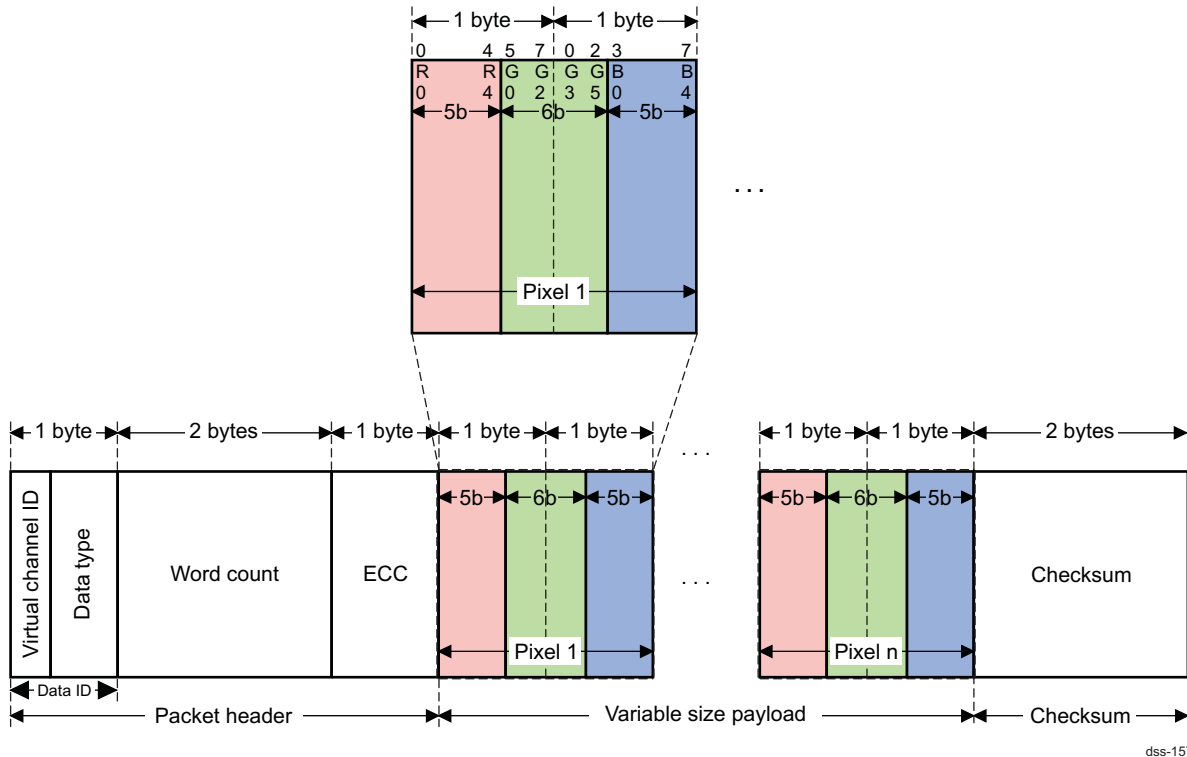 1 byte 1 byte
0 4 5 7 0 2 3 7
R R G G G G B B
0 4 0 2 3 5 0 4
5b 6b 5b
. . .
Pixel 1
1 byte 2 bytes 1 byte 1 byte 1 byte . . . 1 byte 1 byte 2 bytes
Virtual channel ID
Data type
Word count
ECC
5b 6b 5b
Pixel 1
. . .
5b 6b 5b
Pixel n
Checksum
Data ID
Packet header Variable size payload Checksum